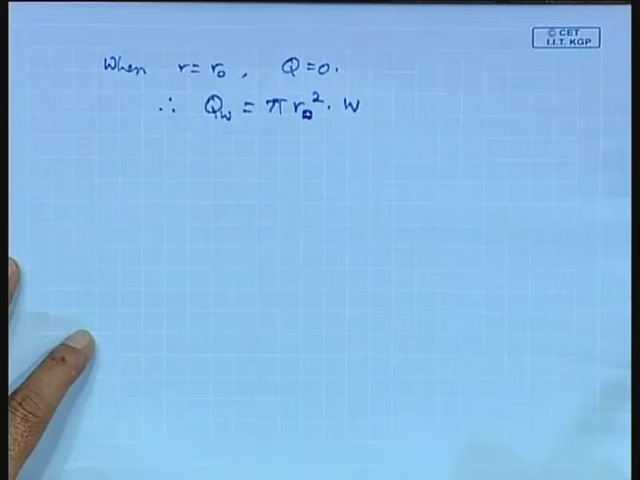 © CET
I.I.T. KGP
When r = r₀, Q = 0.
∴ Q_w = π r₀². W